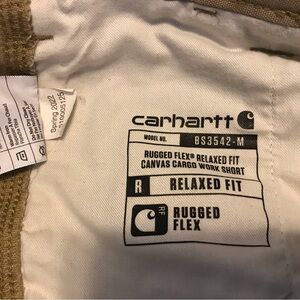 carhartt
MODEL NO. BS3542-M
RUGGED FLEX® RELAXED FIT
CANVAS CARGO WORK SHORT
R RELAXED FIT
RF RUGGED
FLEX
Spring 2022